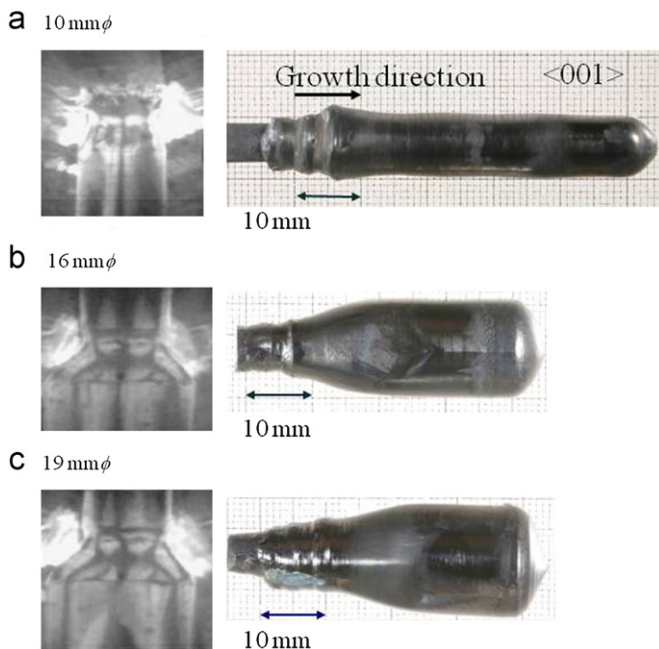 a 10 mmϕ
Growth direction <001>
10 mm
b 16 mmϕ
10 mm
c 19 mmϕ
10 mm